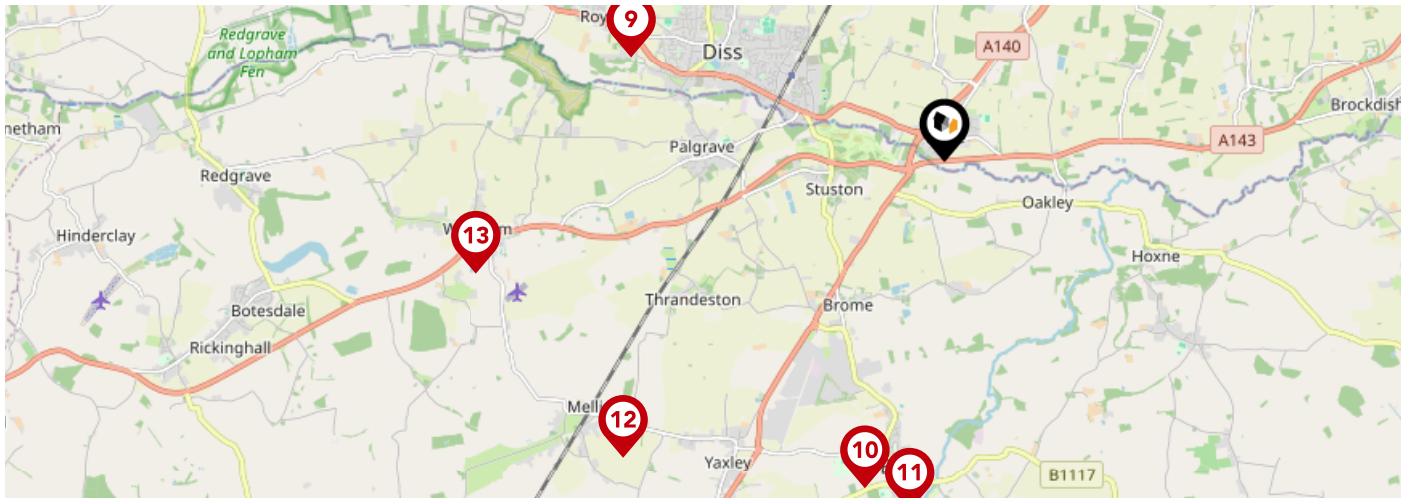 Roy
9
Redgrave
and Lopham
Fen
Diss
A140
Brockdish
netham
A143
Palgrave
Redgrave
Stuston
Oakley
Hinderclay
13
Hoxne
Thrandeston
Brome
Botesdale
Rickinghall
Melli
12
Yaxley
10
11
B1117